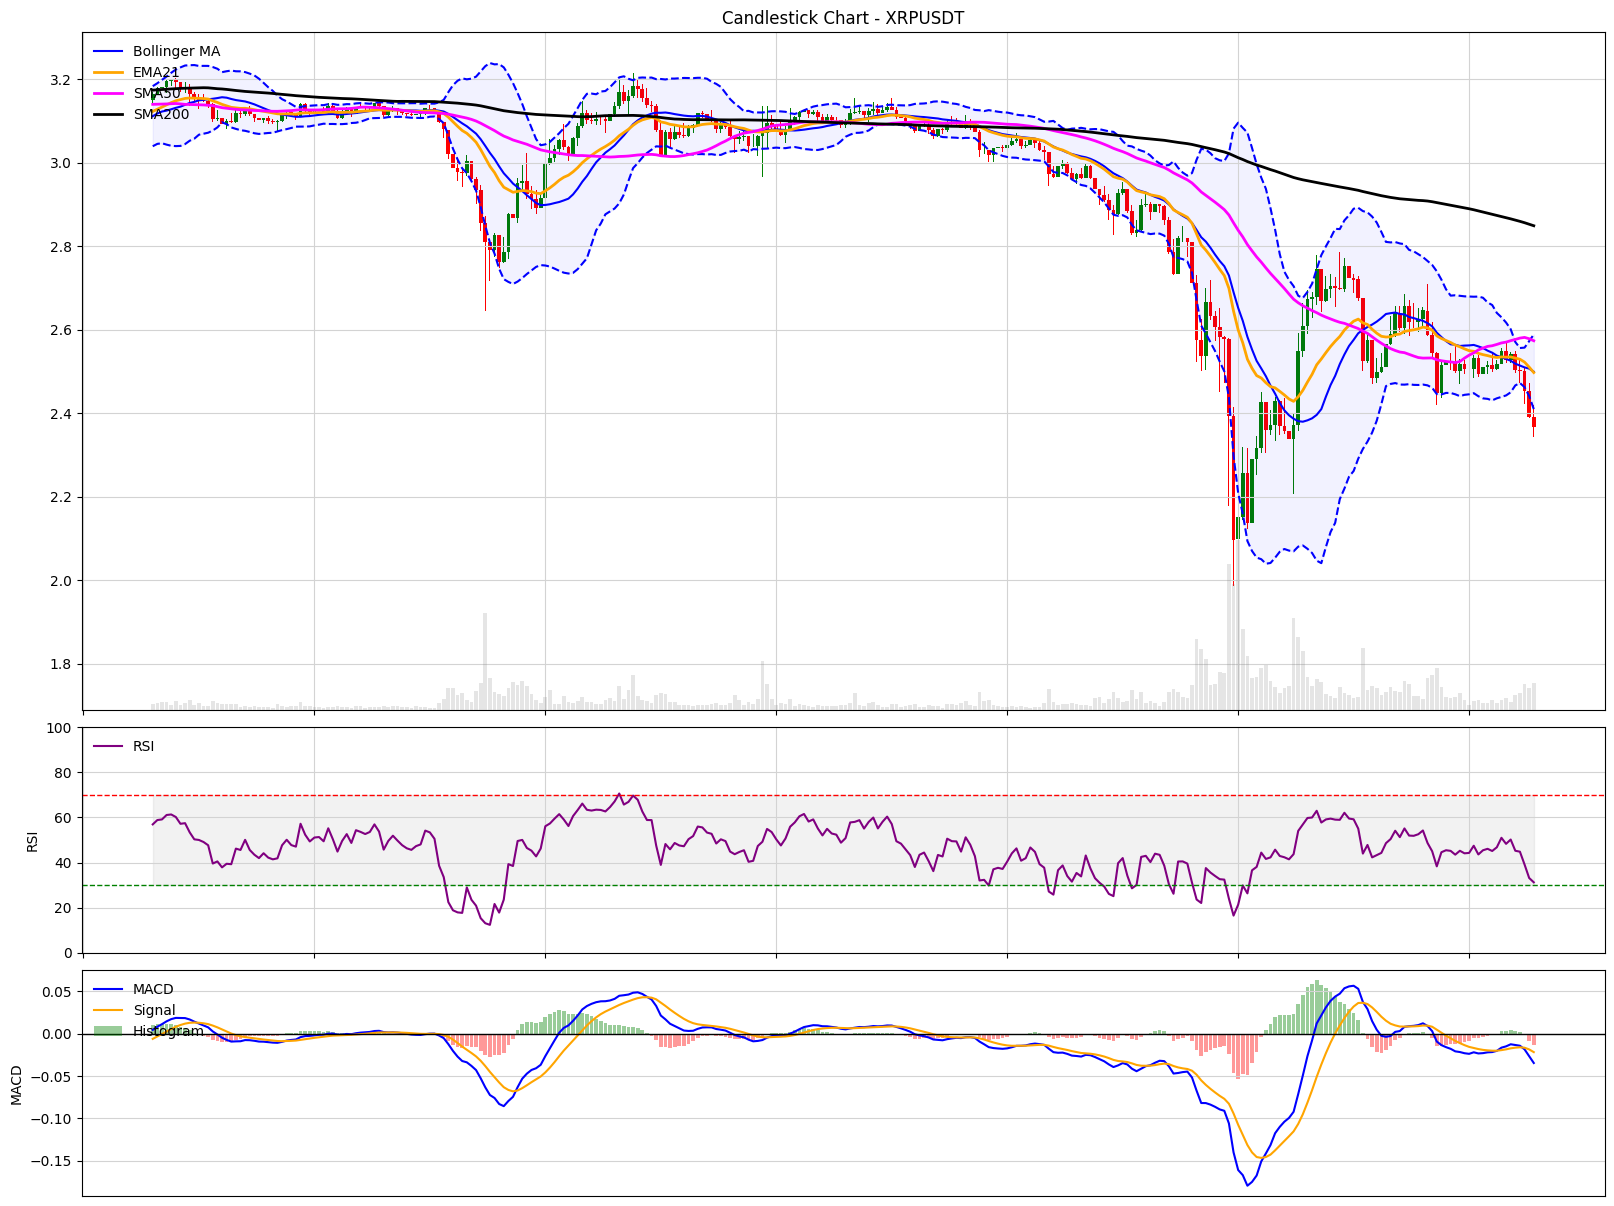 Candlestick Chart - XRPUSDT
Bollinger MA
EMA21
SMA50
SMA200
3.2
3.0
2.8
2.6
2.4
2.2
2.0
1.8
RSI
RSI
100
80
60
40
20
0
MACD
Signal
Histogram
MACD
0.05
0.00
−0.05
−0.10
−0.15